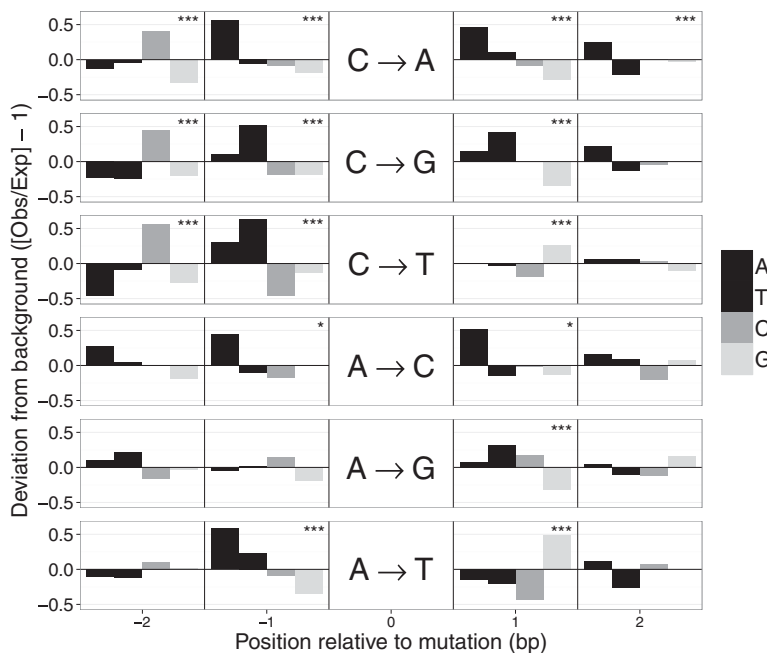 0.5 *** *** *** ***
0.0 C → A
−0.5
0.5 *** *** ***
0.0 C → G
−0.5
0.5 *** *** ***
0.0 C → T
−0.5
0.5 * *
0.0 A → C
−0.5
0.5 ***
0.0 A → G
−0.5
0.5 *** ***
0.0 A → T
−0.5
−2 −1 0 1 2
Position relative to mutation (bp)
Deviation from background ([Obs/Exp] − 1)
A
T
C
G